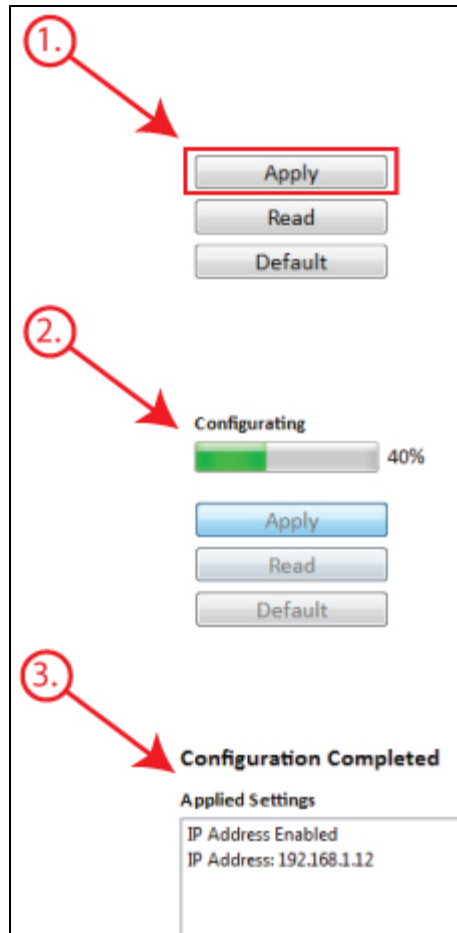 1.
Apply
Read
Default
2.
Configurating
40%
Apply
Read
Default
3.
Configuration Completed
Applied Settings
IP Address Enabled
IP Address: 192.168.1.12